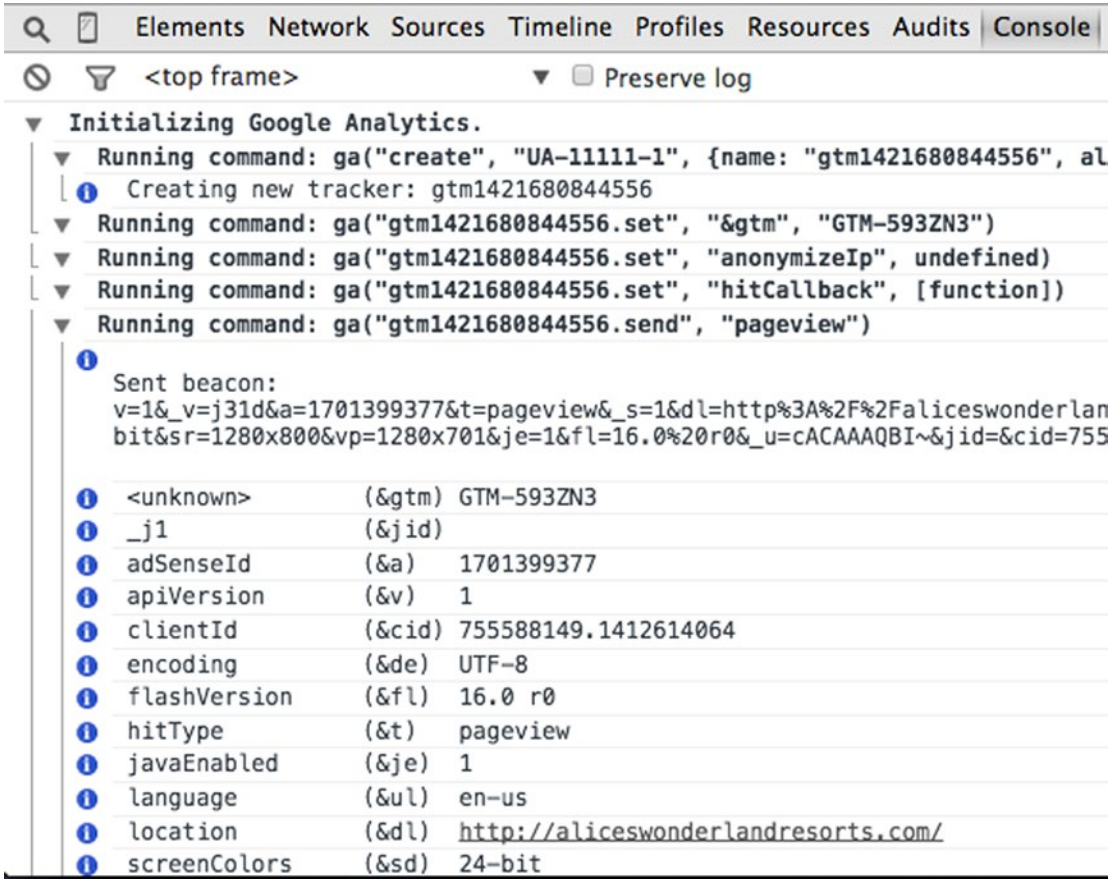 Elements Network Sources Timeline Profiles Resources Audits Console
<top frame> ▼ Preserve log
Initializing Google Analytics.
Running command: ga("create", "UA-11111-1", {name: "gtm1421680844556", al
Creating new tracker: gtm1421680844556
Running command: ga("gtm1421680844556.set", "&gtm", "GTM-593ZN3")
Running command: ga("gtm1421680844556.set", "anonymizeIp", undefined)
Running command: ga("gtm1421680844556.set", "hitCallback", [function])
Running command: ga("gtm1421680844556.send", "pageview")
Sent beacon:
v=1&_v=j31d&a=1701399377&t=pageview&_s=1&dl=http%3A%2F%2Faliceswonderlan
bit&sr=1280x800&vp=1280x701&je=1&fl=16.0%20r0&_u=cACAAAQBI~&jid=&cid=755
<unknown> (&gtm) GTM-593ZN3
_j1 (&jid)
adSenseId (&a) 1701399377
apiVersion (&v) 1
clientId (&cid) 755588149.1412614064
encoding (&de) UTF-8
flashVersion (&fl) 16.0 r0
hitType (&t) pageview
javaEnabled (&je) 1
language (&ul) en-us
location (&dl) http://aliceswonderlandresorts.com/
screenColors (&sd) 24-bit